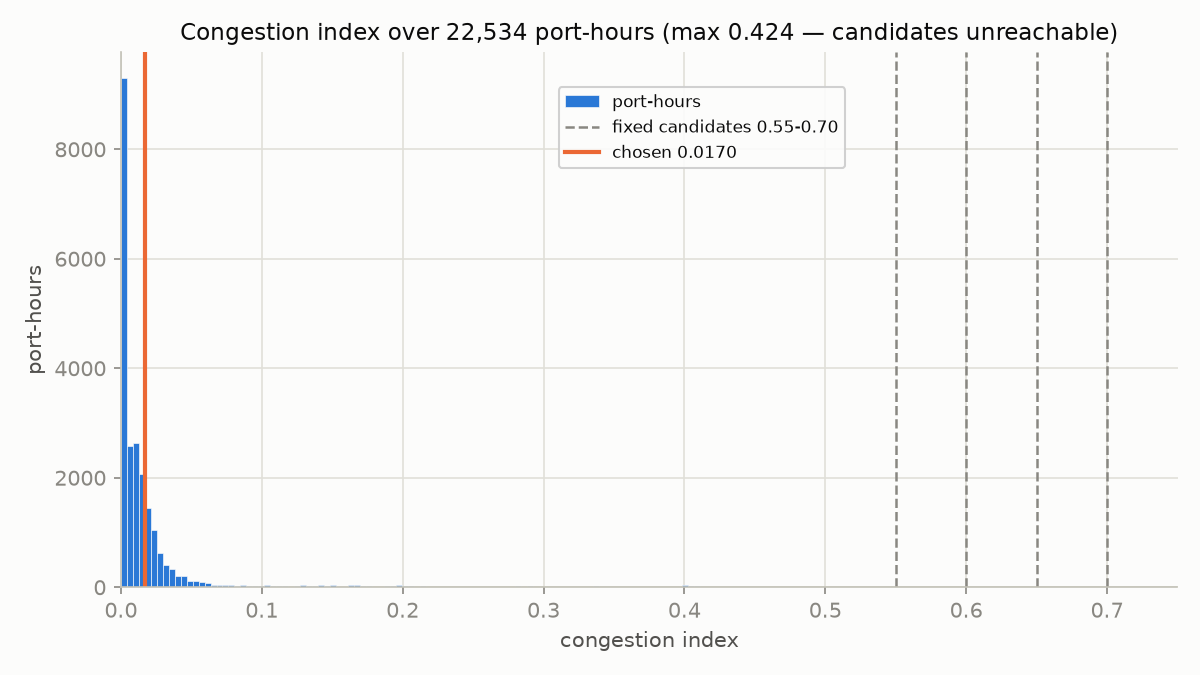 Congestion index over 22,534 port-hours (max 0.424 — candidates unreachable)
port-hours
fixed candidates 0.55-0.70
chosen 0.0170
port-hours
8000
6000
4000
2000
0
0.0 0.1 0.2 0.3 0.4 0.5 0.6 0.7
congestion index